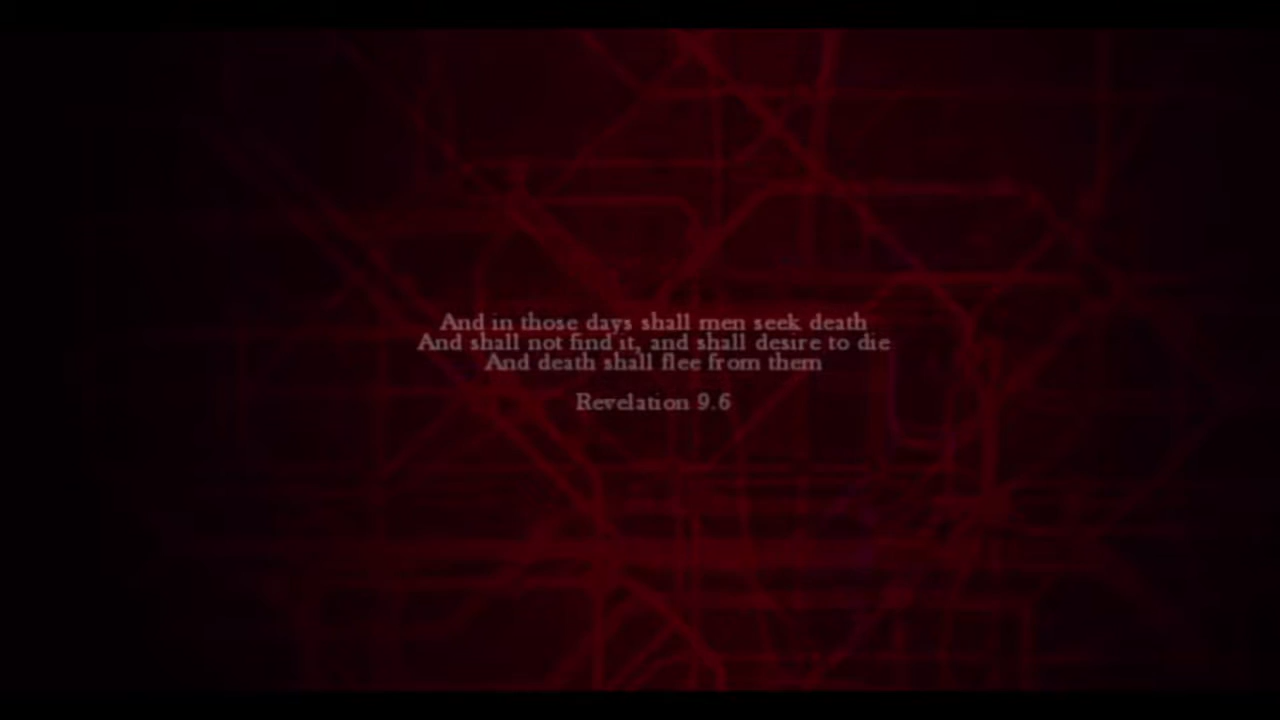 And in those days shall men seek death
And shall not find it, and shall desire to die
And death shall flee from them
Revelation 9.6